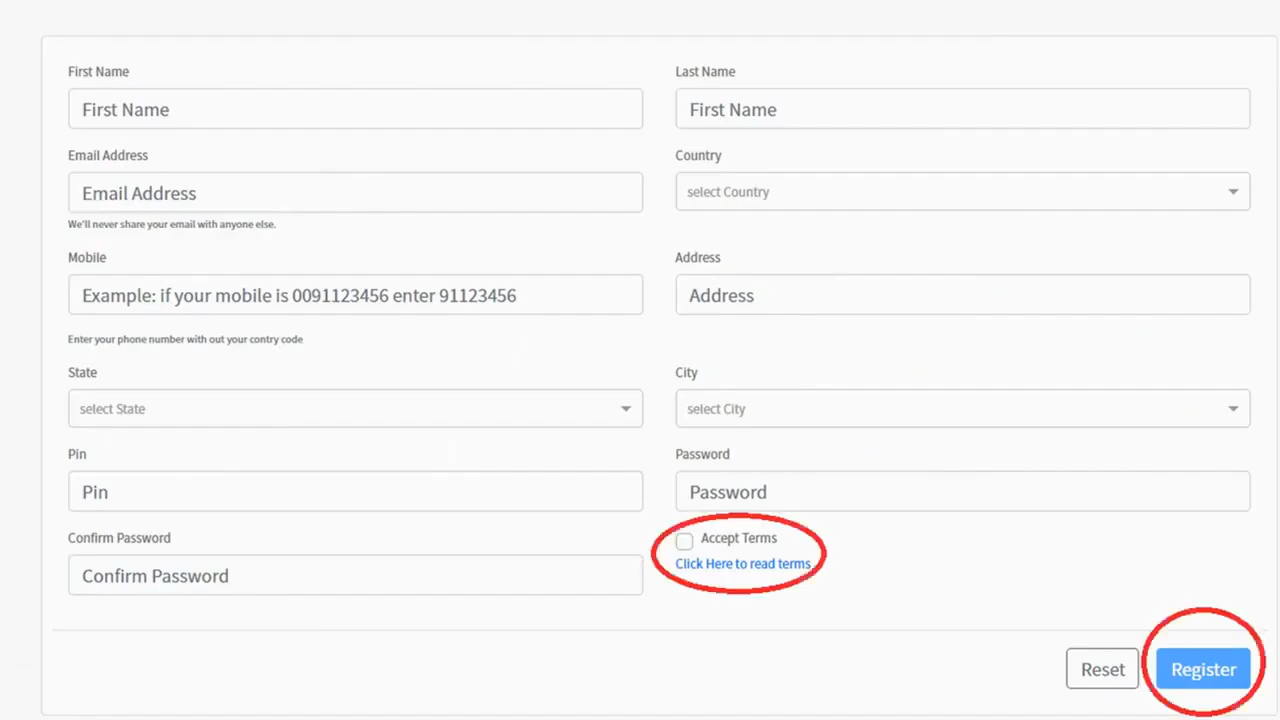 First Name
Last Name
First Name
First Name
Email Address
Country
Email Address
select Country
We'll never share your email with anyone else.
Mobile
Address
Example: if your mobile is 0091123456 enter 91123456
Address
Enter your phone number with out your contry code
State
City
select State
select City
Pin
Password
Pin
Password
Confirm Password
Accept Terms
Click Here to read terms
Confirm Password
Reset
Register